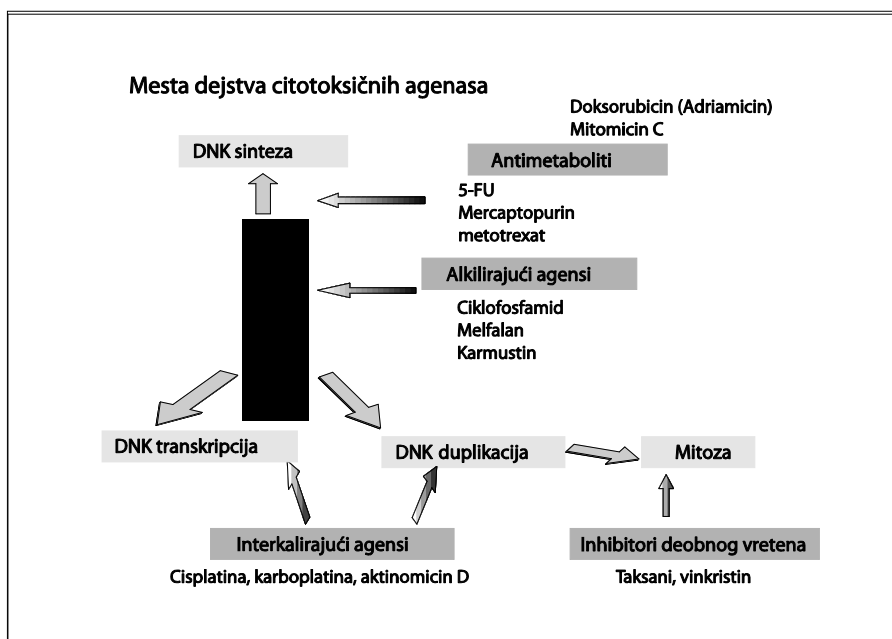 Mesta dejstva citotoksičnih agenasa
Doksorubicin (Adriamicin)
Mitomicin C
DNK sinteza
Antimetaboliti
5-FU
Mercaptopurin
metotrexat
Alkilirajući agensi
Ciklofosfamid
Melfalan
Karmustin
DNK transkripcija
DNK duplikacija
Mitoza
Interkalirajući agensi
Cisplatina, karboplatina, aktinomicin D
Inhibitori deobnog vretena
Taksani, vinkristin